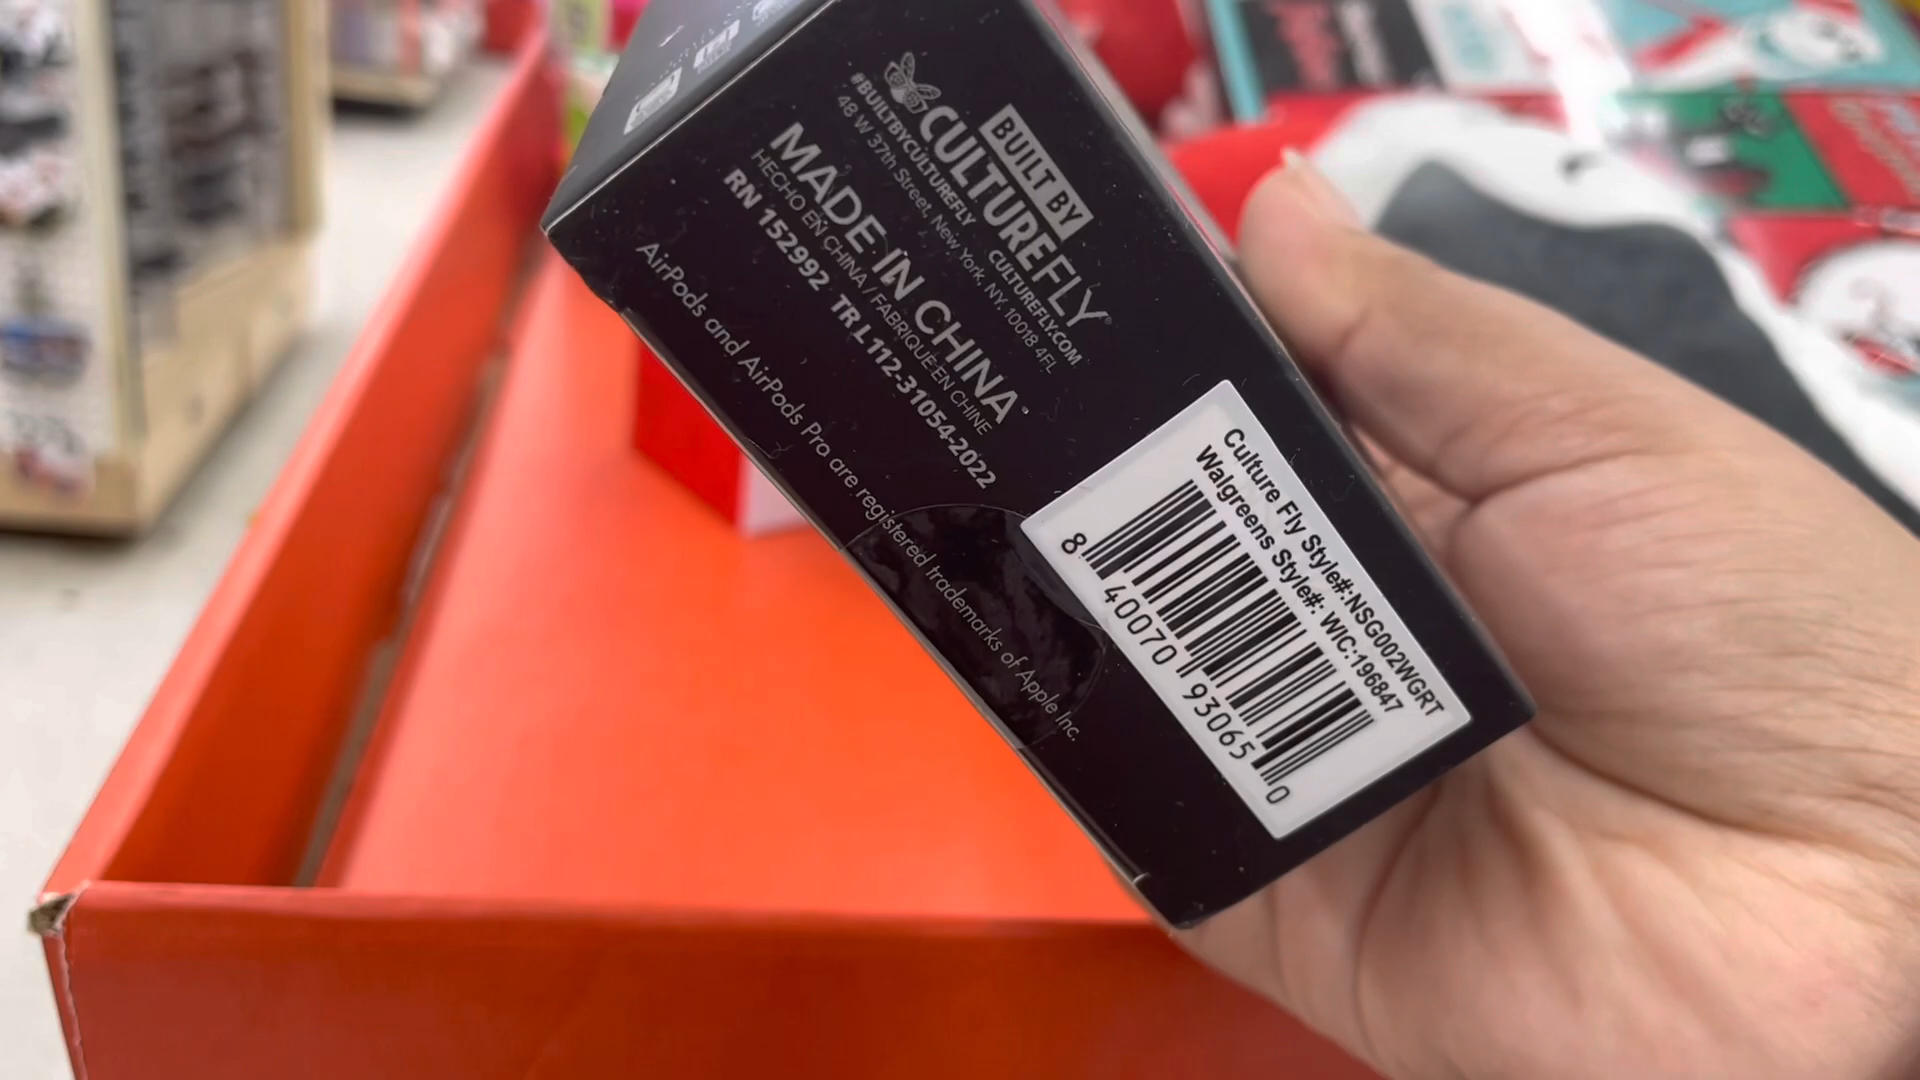 BUILT BY
CULTUREFLY
#BUILTBYCULTUREFLY CULTUREFLY.COM
48 W 37th Street, New York, NY, 10018 4FL
MADE IN CHINA
HECHO EN CHINA / FABRIQUÉ EN CHINE
RN 152992 TR L112-31054-2022
AirPods and AirPods Pro are registered trademarks of Apple Inc.
Culture Fly Style#:NSG002WGRT
Walgreens Style#: WIC:196847
8 40070 93065 0